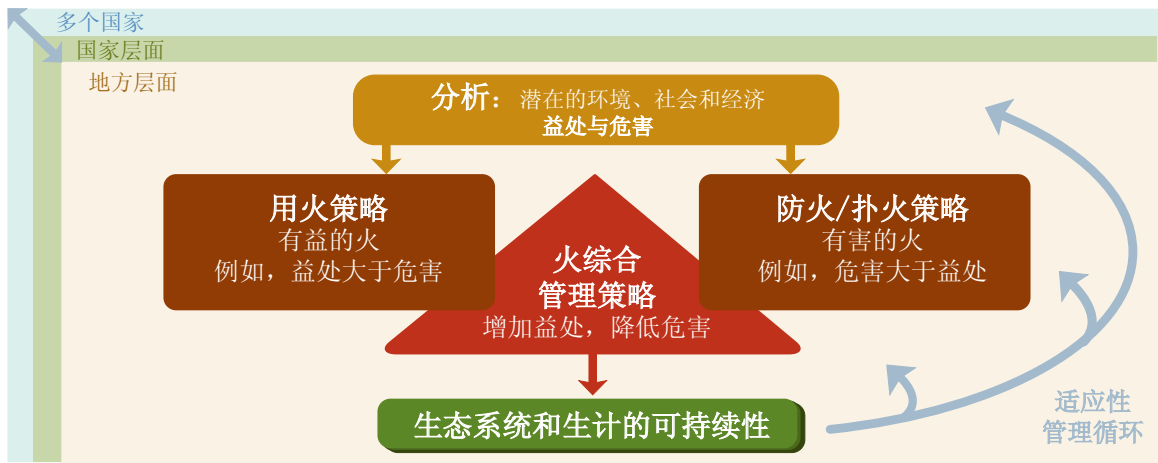 多个国家
国家层面
地方层面
分析：潜在的环境、社会和经济
益处与危害
用火策略
有益的火
例如，益处大于危害
防火/扑火策略
有害的火
例如，危害大于益处
火综合
管理策略
增加益处，降低危害
生态系统和生计的可持续性
适应性
管理循环